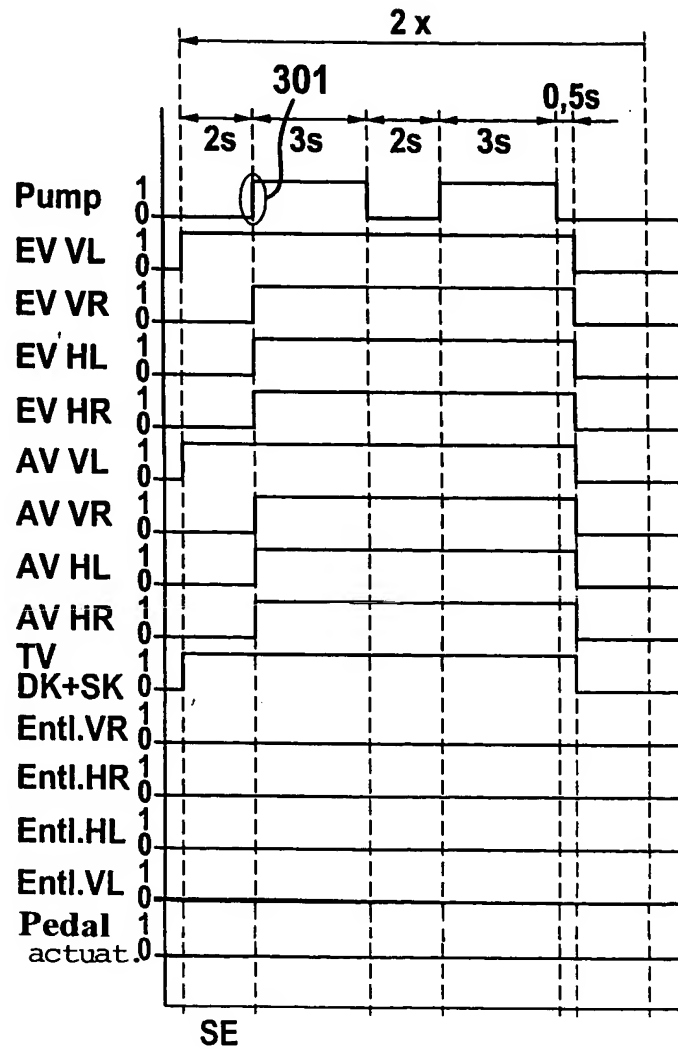 2 x
301
0,5s
2s 3s 2s 3s
Pump 1 0
EV VL 1 0
EV VR 1 0
EV HL 1 0
EV HR 1 0
AV VL 1 0
AV VR 1 0
AV HL 1 0
AV HR 1 0
TV
DK+SK 1 0
Entl.VR 1 0
Entl.HR 1 0
Entl.HL 1 0
Entl.VL 1 0
Pedal 1
actuat. 0
SE